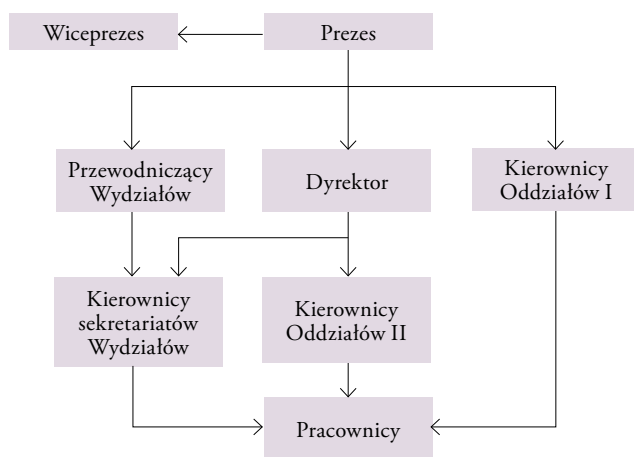 Wiceprezes
Prezes
Przewodniczący
Wydziałów
Dyrektor
Kierownicy
Oddziałów I
Kierownicy
sekretariatów
Wydziałów
Kierownicy
Oddziałów II
Pracownicy